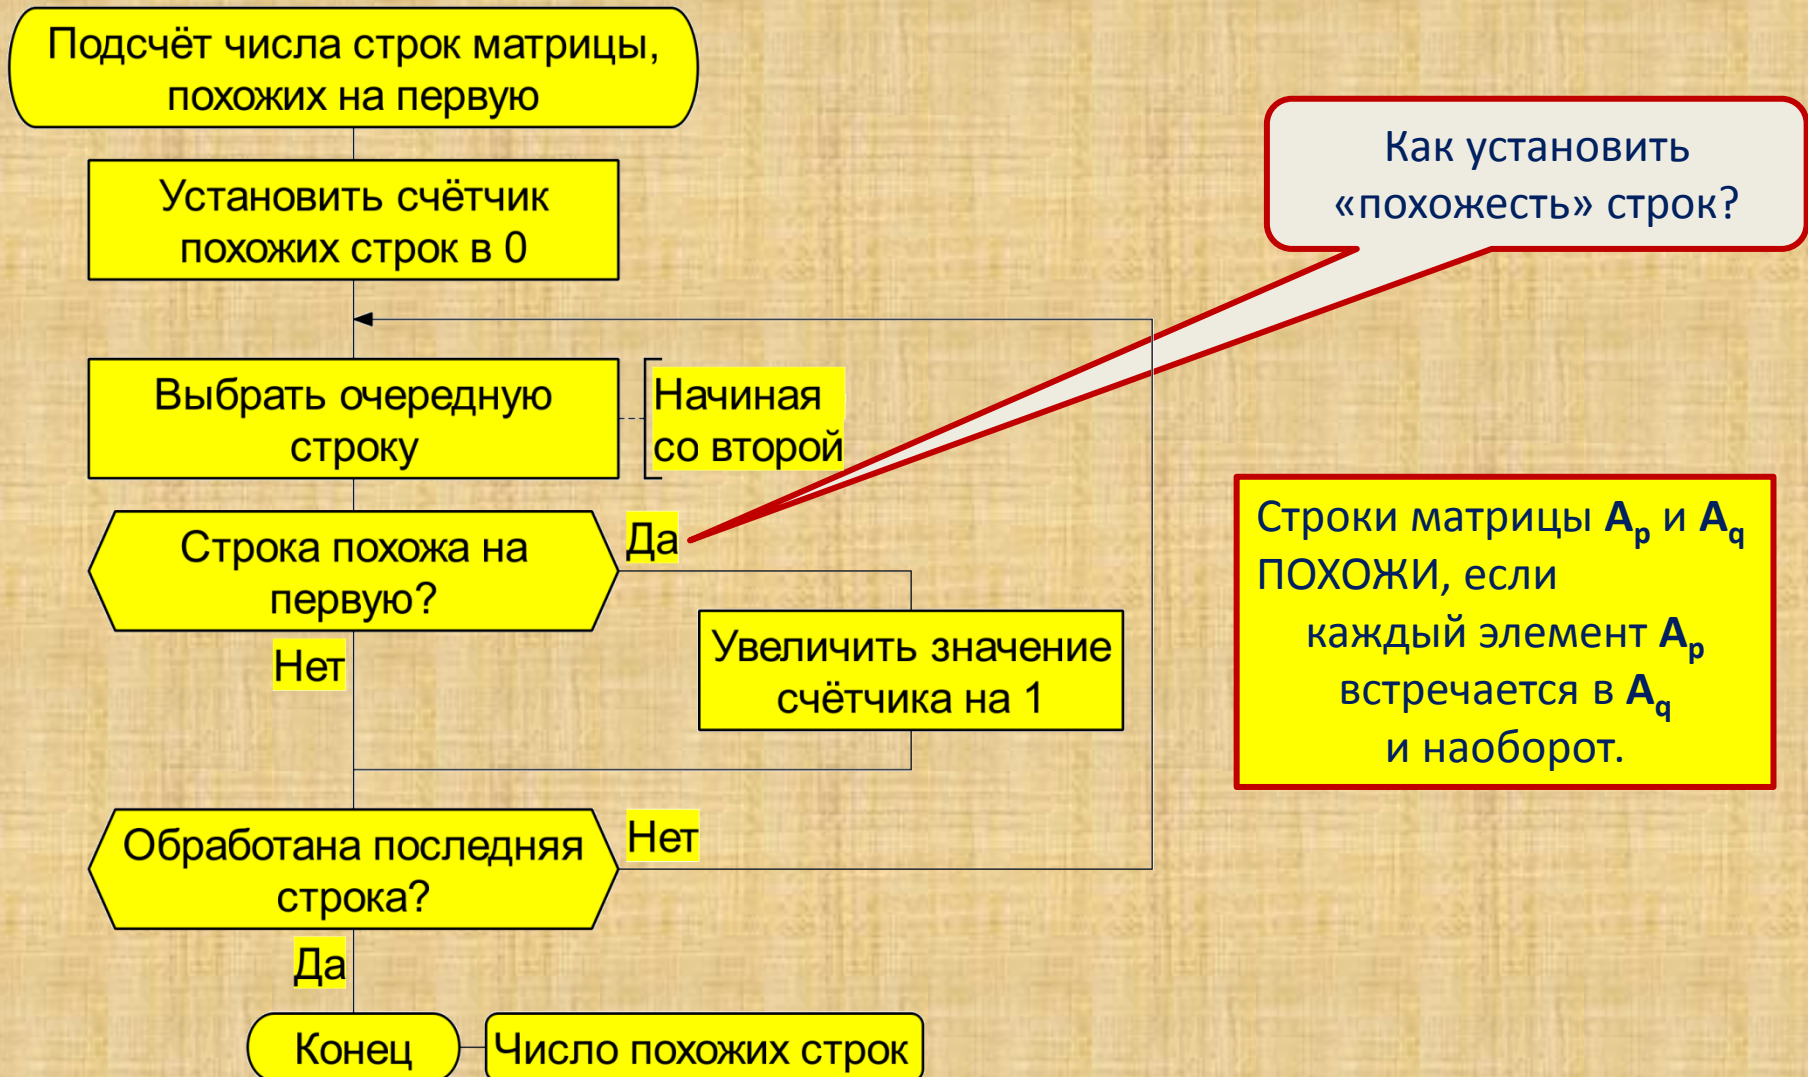 Подсчёт числа строк матрицы,
похожих на первую
Установить счётчик
похожих строк в 0
Выбрать очередную
строку
Начиная
со второй
Строка похожа на
первую?
Да
Нет
Увеличить значение
счётчика на 1
Обработана последняя
строка?
Нет
Да
Конец
Число похожих строк
Как установить
«похожесть» строк?
Строки матрицы Aₚ и A_q
ПОХОЖИ, если
каждый элемент Aₚ
встречается в A_q
и наоборот.